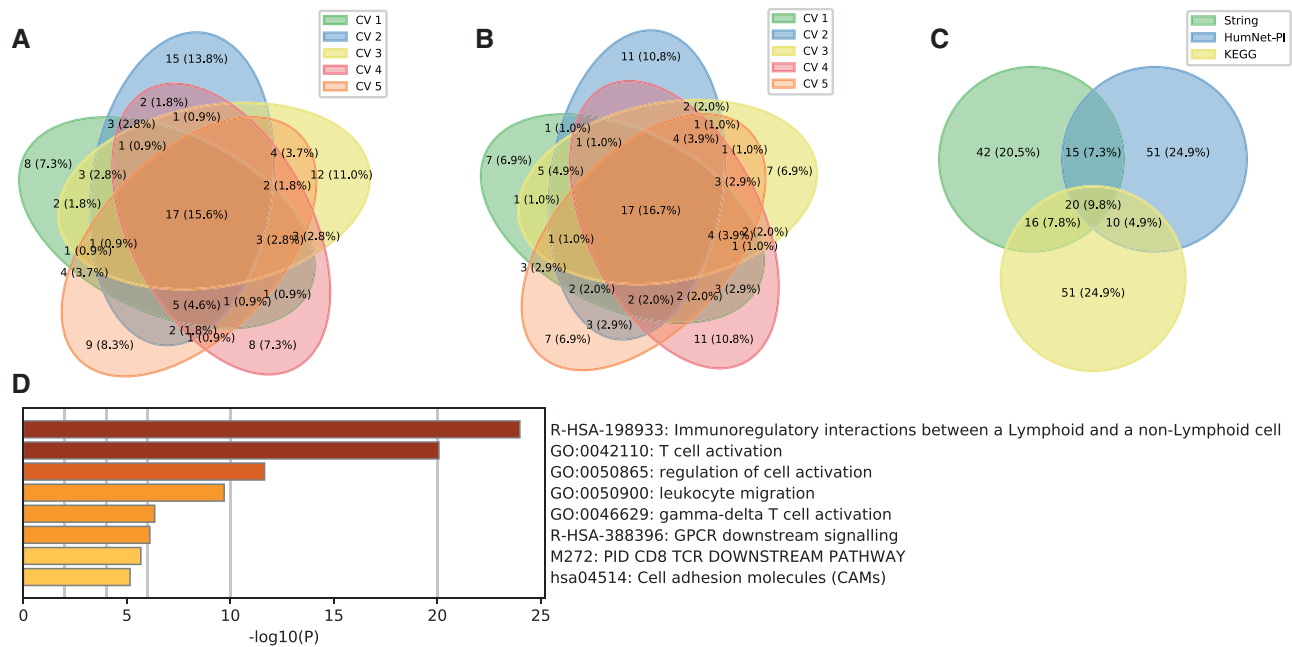 A
CV 1
CV 2
CV 3
CV 4
CV 5
15 (13.8%)
2 (1.8%)
1 (0.9%)
3 (2.8%)
1 (0.9%)
4 (3.7%)
8 (7.3%)
3 (2.8%)
12 (11.0%)
2 (1.8%)
2 (1.8%)
17 (15.6%)
1 (0.9%)
1 (0.9%)
3 (2.8%)
3 (2.8%)
4 (3.7%)
5 (4.6%)
1 (0.9%)
1 (0.9%)
2 (1.8%)
1 (0.9%)
9 (8.3%)
8 (7.3%)
B
CV 1
CV 2
CV 3
CV 4
CV 5
11 (10.8%)
2 (2.0%)
1 (1.0%)
1 (1.0%)
1 (1.0%)
4 (3.9%)
1 (1.0%)
7 (6.9%)
5 (4.9%)
7 (6.9%)
3 (2.9%)
1 (1.0%)
17 (16.7%)
1 (1.0%)
4 (3.9%)
2 (2.0%)
1 (1.0%)
3 (2.9%)
2 (2.0%)
2 (2.0%)
2 (2.0%)
3 (2.9%)
3 (2.9%)
7 (6.9%)
11 (10.8%)
C
String
HumNet-PI
KEGG
42 (20.5%)
15 (7.3%)
51 (24.9%)
20 (9.8%)
16 (7.8%)
10 (4.9%)
51 (24.9%)
D
R-HSA-198933: Immunoregulatory interactions between a Lymphoid and a non-Lymphoid cell
GO:0042110: T cell activation
GO:0050865: regulation of cell activation
GO:0050900: leukocyte migration
GO:0046629: gamma-delta T cell activation
R-HSA-388396: GPCR downstream signalling
M272: PID CD8 TCR DOWNSTREAM PATHWAY
hsa04514: Cell adhesion molecules (CAMs)
0 5 10 15 20 25
-log10(P)